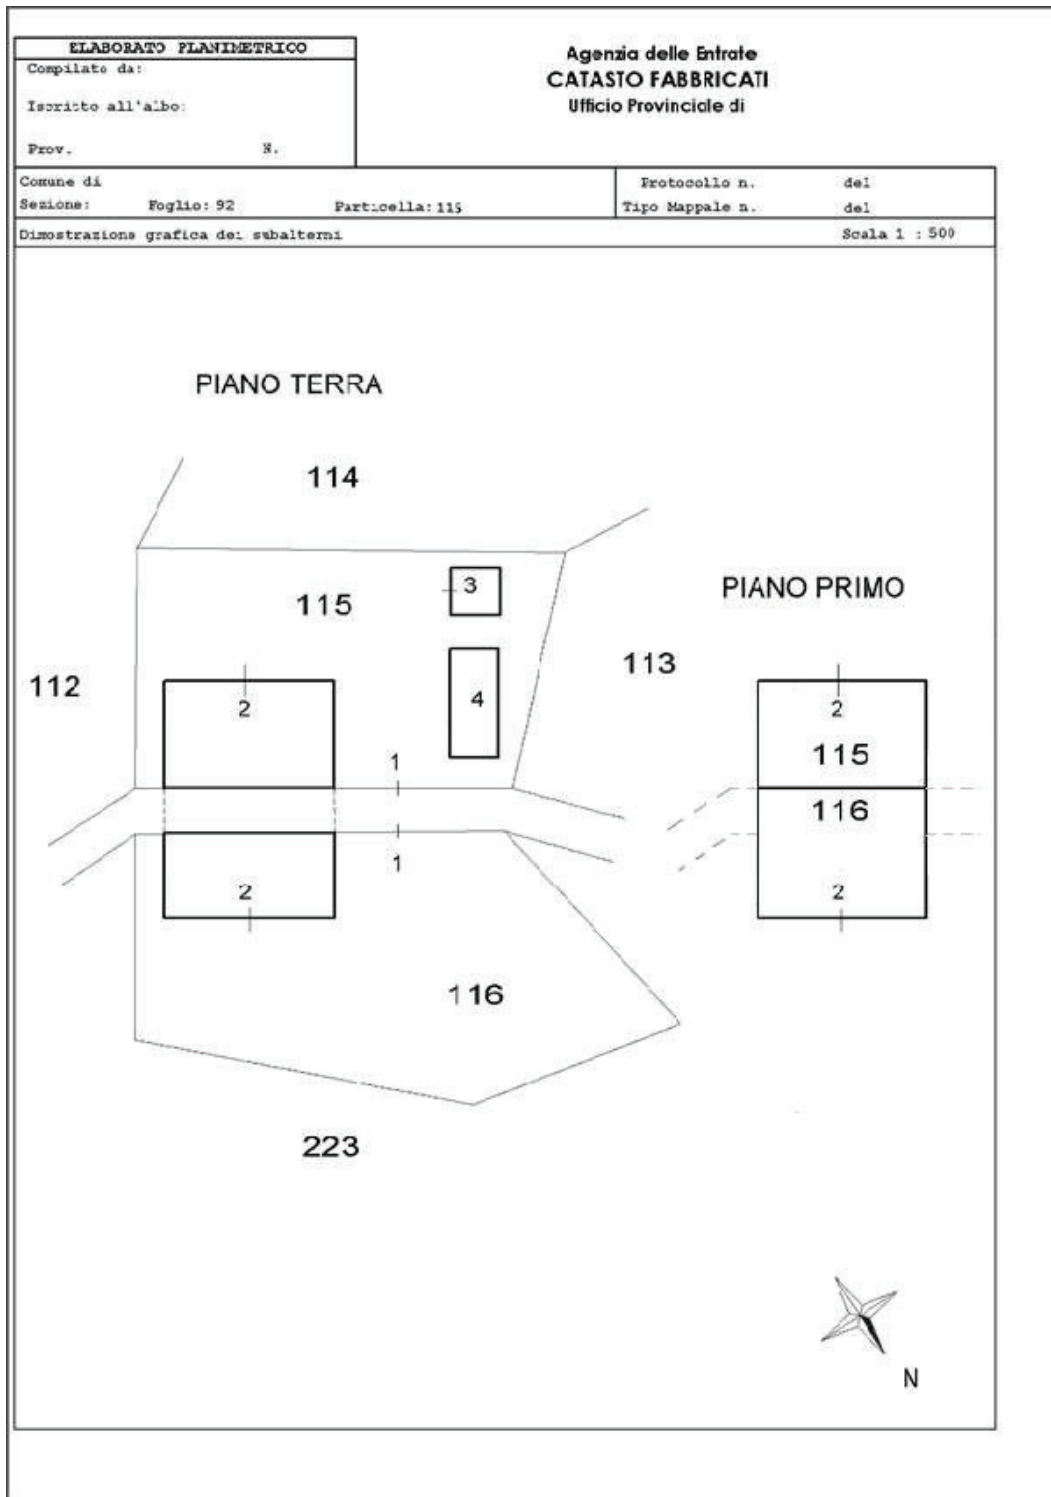 ELABORATO PLANIMETRICO
Compilato da:
Iscritto all'albo:
Prov. N.
Agenzia delle Entrate
CATASTO FABBRICATI
Ufficio Provinciale di
Comune di
Sezione: Foglio: 92 Particella: 115
Protocollo n. del
Tipo Mappale n. del
Dimostrazione grafica dei subalterni Scala 1 : 500
PIANO TERRA
114
3
115
PIANO PRIMO
113
112
4
2
2
115
1
116
1
2
2
116
223
N